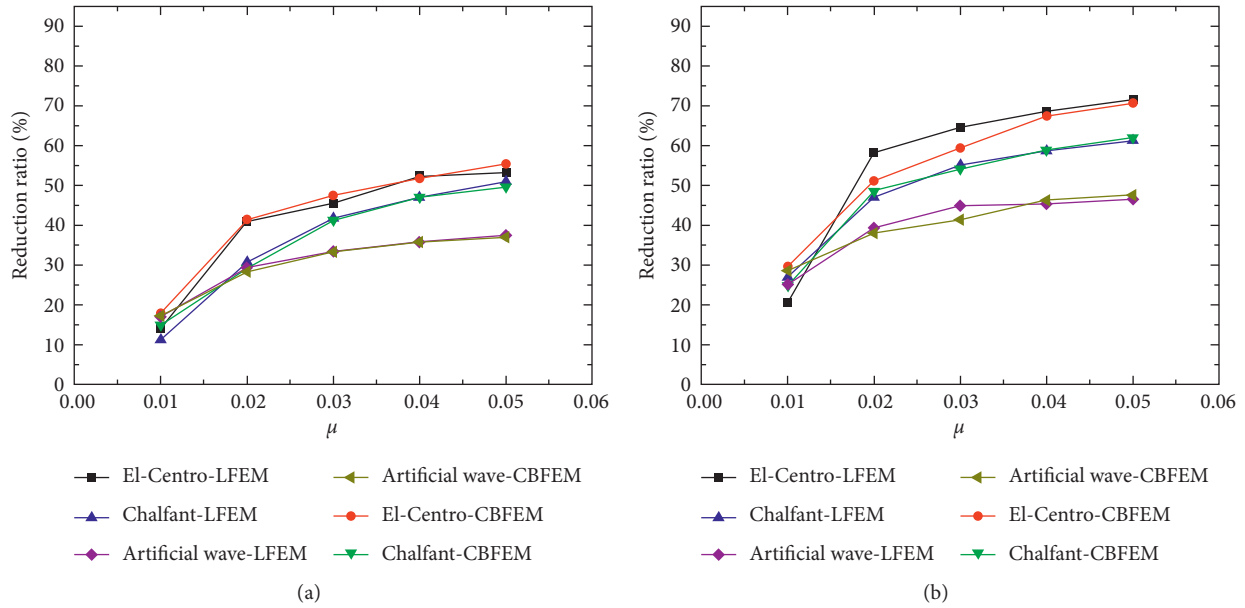 Reduction ratio (%)
90
80
70
60
50
40
30
20
10
0
0.00 0.01 0.02 0.03 0.04 0.05 0.06
μ
El-Centro-LFEM
Chalfant-LFEM
Artificial wave-LFEM
Artificial wave-CBFEM
El-Centro-CBFEM
Chalfant-CBFEM
(a)
Reduction ratio (%)
90
80
70
60
50
40
30
20
10
0
0.00 0.01 0.02 0.03 0.04 0.05 0.06
μ
El-Centro-LFEM
Chalfant-LFEM
Artificial wave-LFEM
Artificial wave-CBFEM
El-Centro-CBFEM
Chalfant-CBFEM
(b)